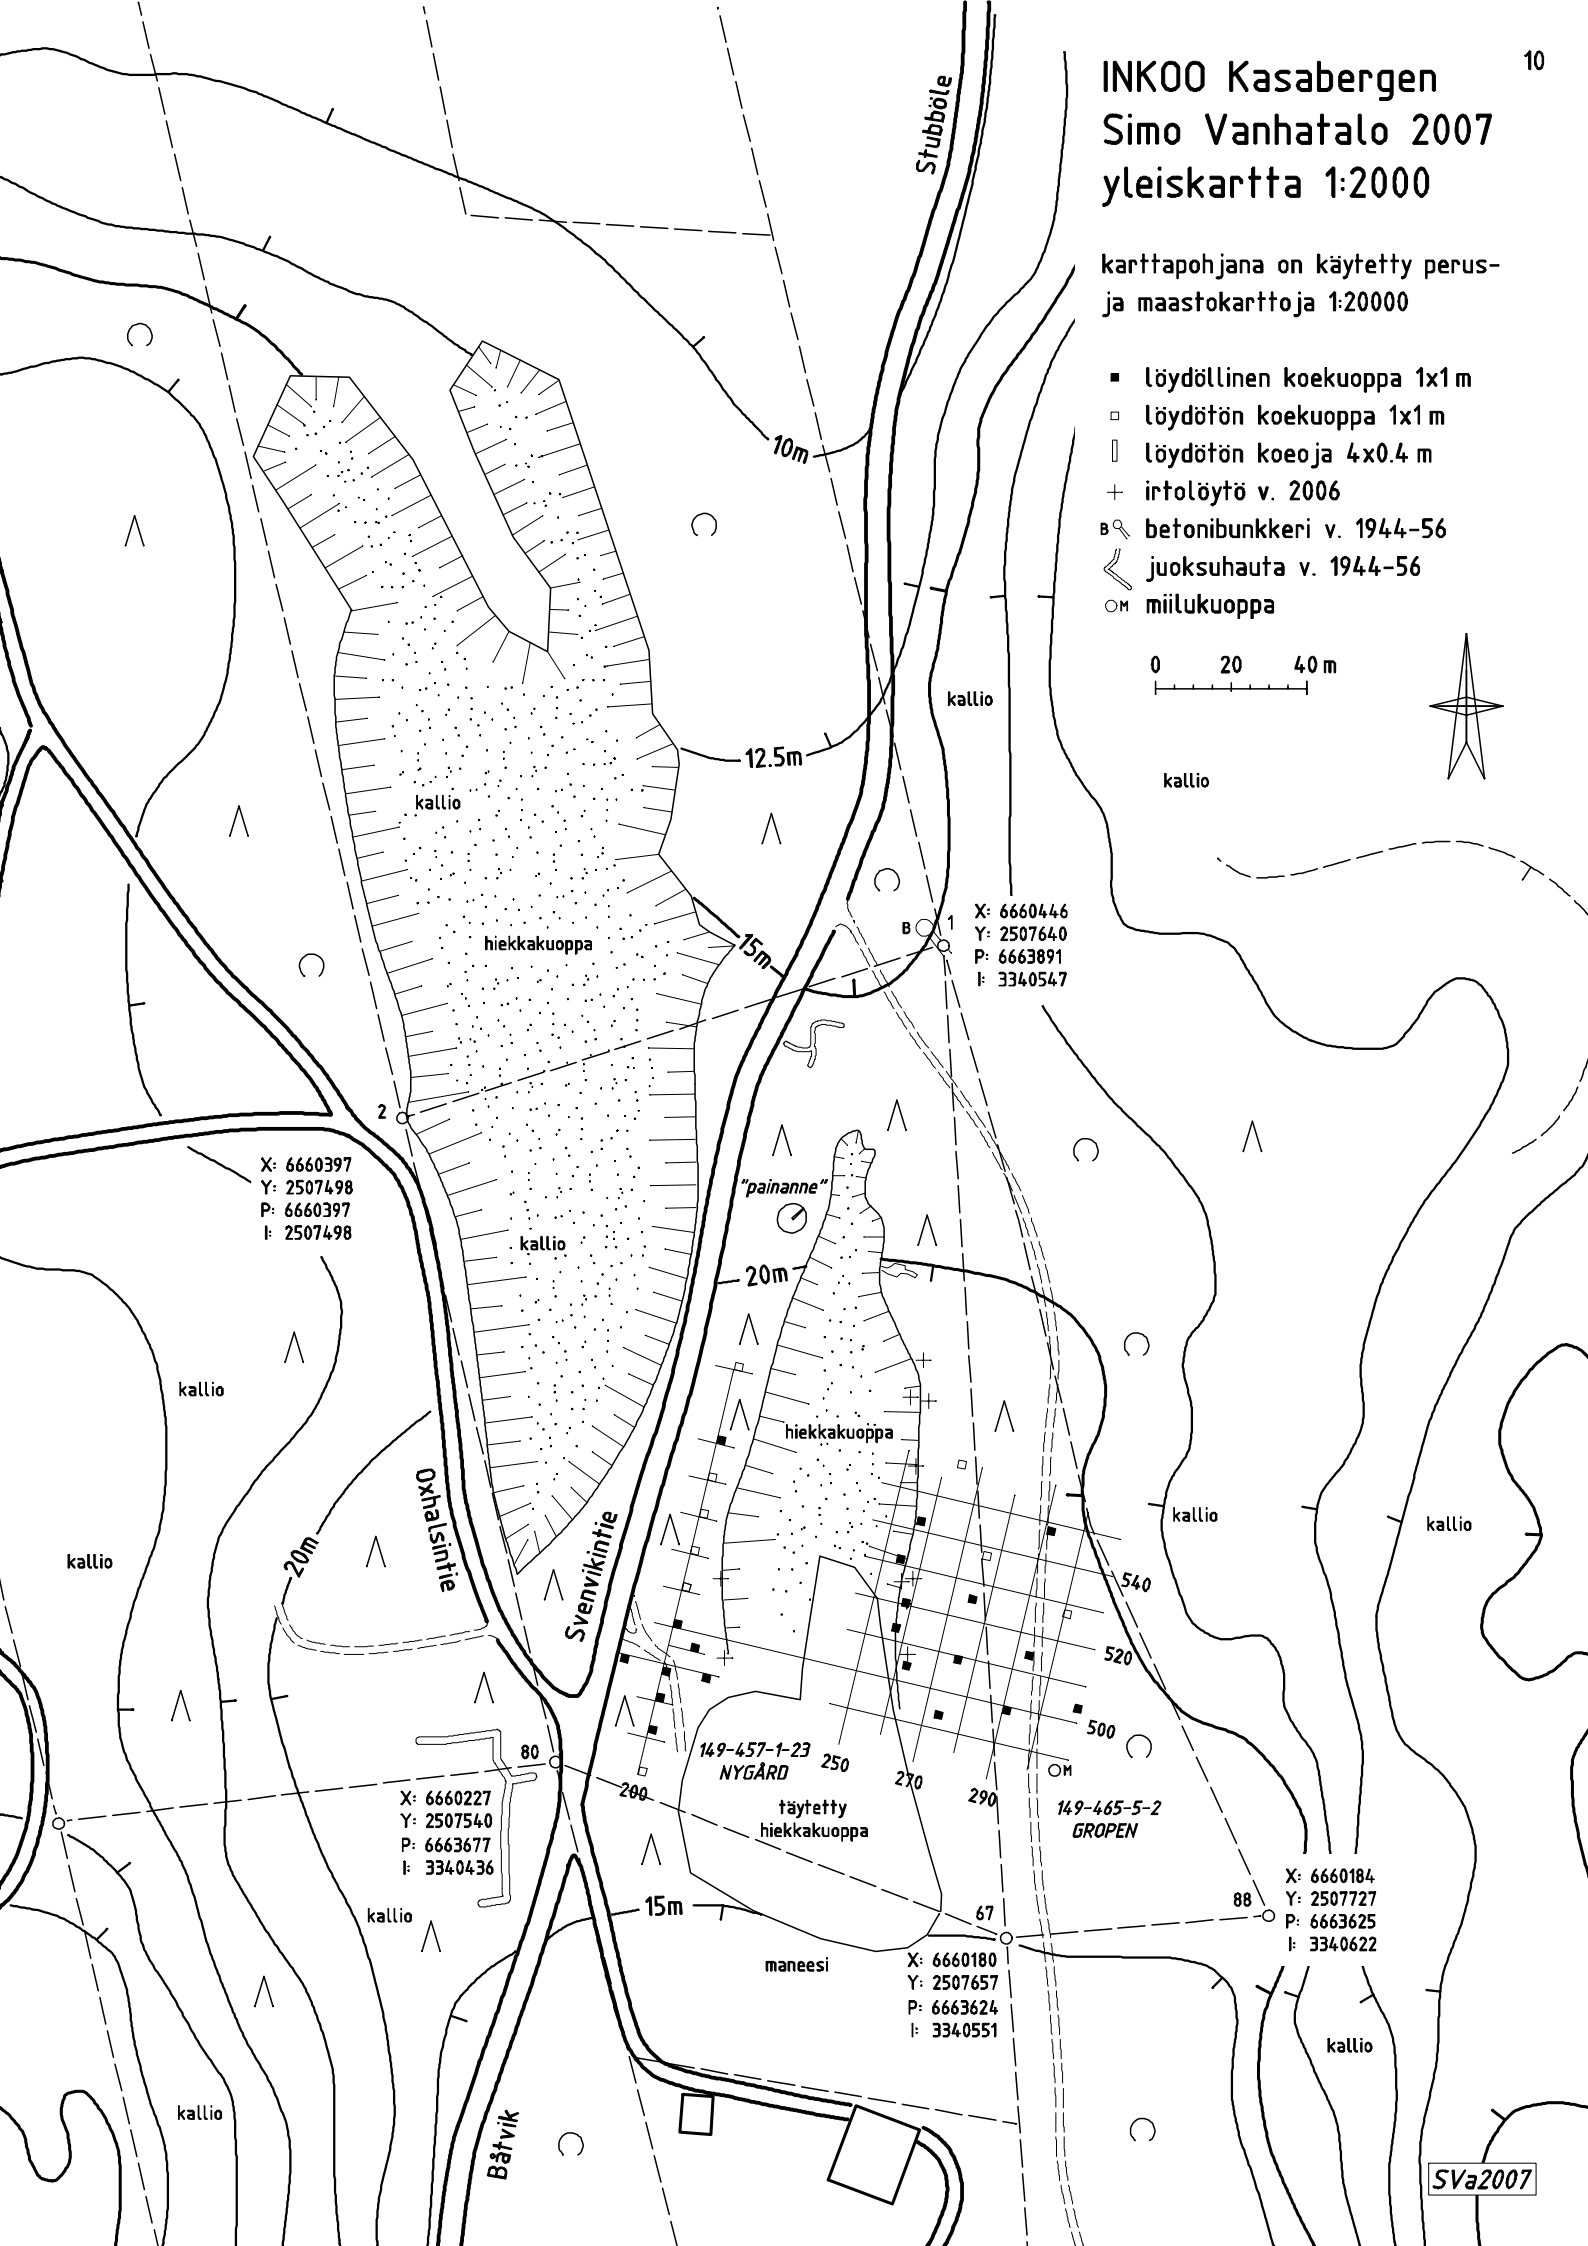 10
INKOO Kasabergen
Simo Vanhatalo 2007
yleiskartta 1:2000
karttapohjana on käytetty perus-
ja maastokarttoja 1:20000
löydöllinen koekuoppa 1x1 m
löydötön koekuoppa 1x1 m
löydötön koeoja 4x0.4 m
irtolöytö v. 2006
B betonibunkkeri v. 1944-56
juoksuhauta v. 1944-56
M miilukuoppa
0 20 40 m
Stubböle
10m
kallio
12.5m
kallio
kallio
hiekkakuoppa
15m
B
1
X: 6660446
Y: 2507640
P: 6663891
I: 3340547
2
X: 6660397
Y: 2507498
P: 6660397
I: 2507498
"painanne"
kallio
20m
kallio
hiekkakuoppa
Oxhalsintie
Svenvikintie
20m
kallio
kallio
kallio
540
520
500
250
270
290
200
149-457-1-23
NYGÅRD
täytetty
hiekkakuoppa
M
149-465-5-2
GROPEN
80
X: 6660227
Y: 2507540
P: 6663677
I: 3340436
kallio
15m
maneesi
67
X: 6660180
Y: 2507657
P: 6663624
I: 3340551
88
X: 6660184
Y: 2507727
P: 6663625
I: 3340622
kallio
kallio
Båtvik
SVa2007